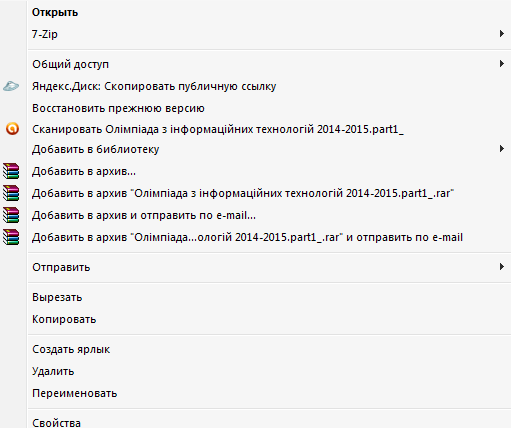 Открыть
7-Zip
Общий доступ
Яндекс.Диск: Скопировать публичную ссылку
Восстановить прежнюю версию
Сканировать Олімпіада з інформаційних технологій 2014-2015.part1_
Добавить в библиотеку
Добавить в архив...
Добавить в архив "Олімпіада з інформаційних технологій 2014-2015.part1_.rar"
Добавить в архив и отправить по e-mail...
Добавить в архив "Олімпіада...ологій 2014-2015.part1_.rar" и отправить по e-mail
Отправить
Вырезать
Копировать
Создать ярлык
Удалить
Переименовать
Свойства